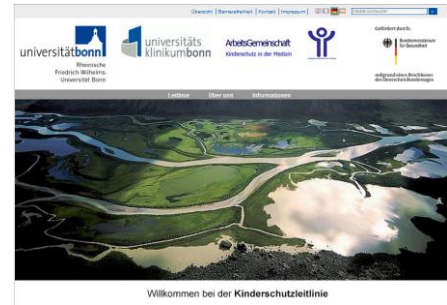 Übersicht | Barrierefreiheit | Kontakt | Impressum |
universitätbonn
Rheinische
Friedrich-Wilhelms-
Universität Bonn
universitäts
klinikumbonn
ArbeitsGemeinschaft
Kinderschutz in der Medizin
Gefördert durch:
Bundesministerium
für Gesundheit
aufgrund eines Beschlusses
des Deutschen Bundestages
Leitlinie Über uns Informationen
Willkommen bei der Kinderschutzleitlinie